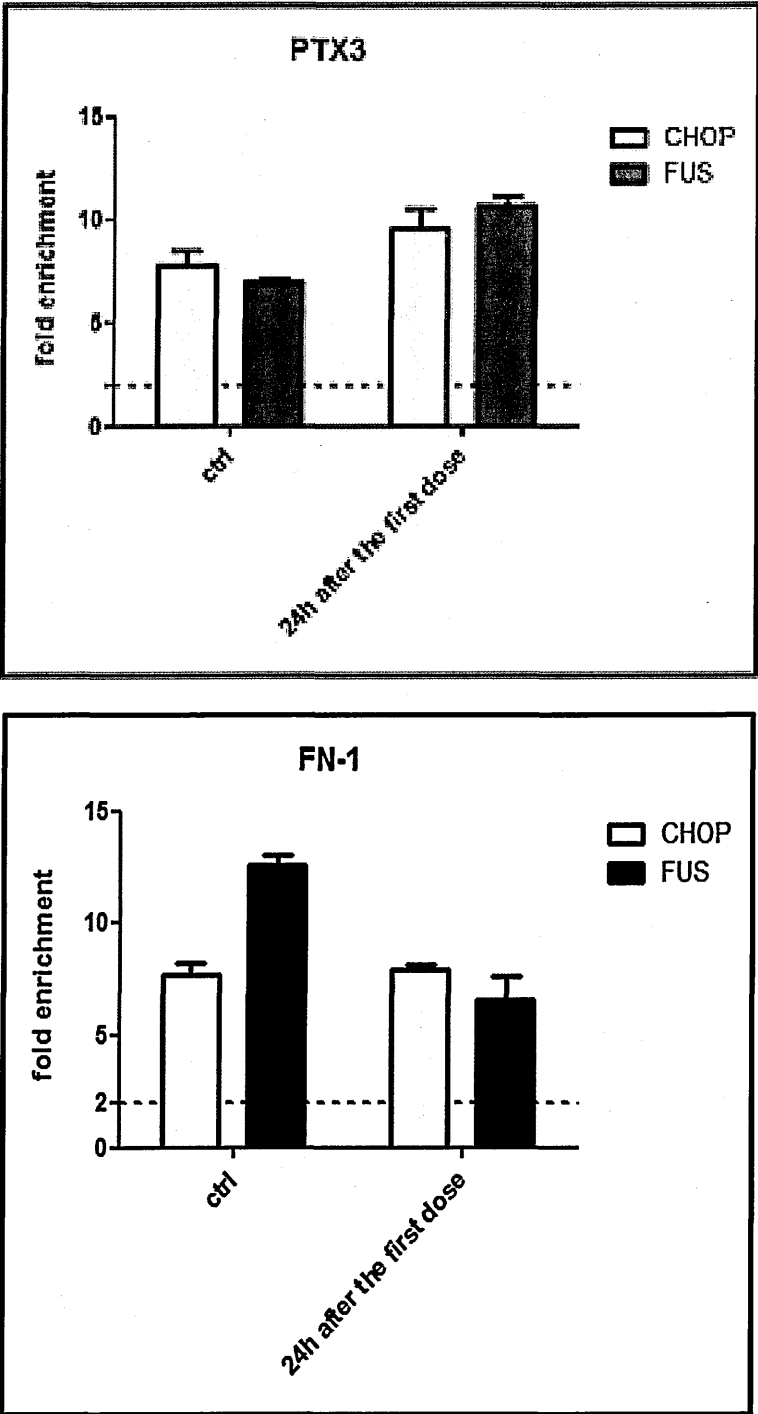 PTX3
CHOP
FUS
fold enrichment
15
10
5
0
ctrl
24h after the first dose
FN-1
CHOP
FUS
fold enrichment
15
10
5
2
0
ctrl
24h after the first dose